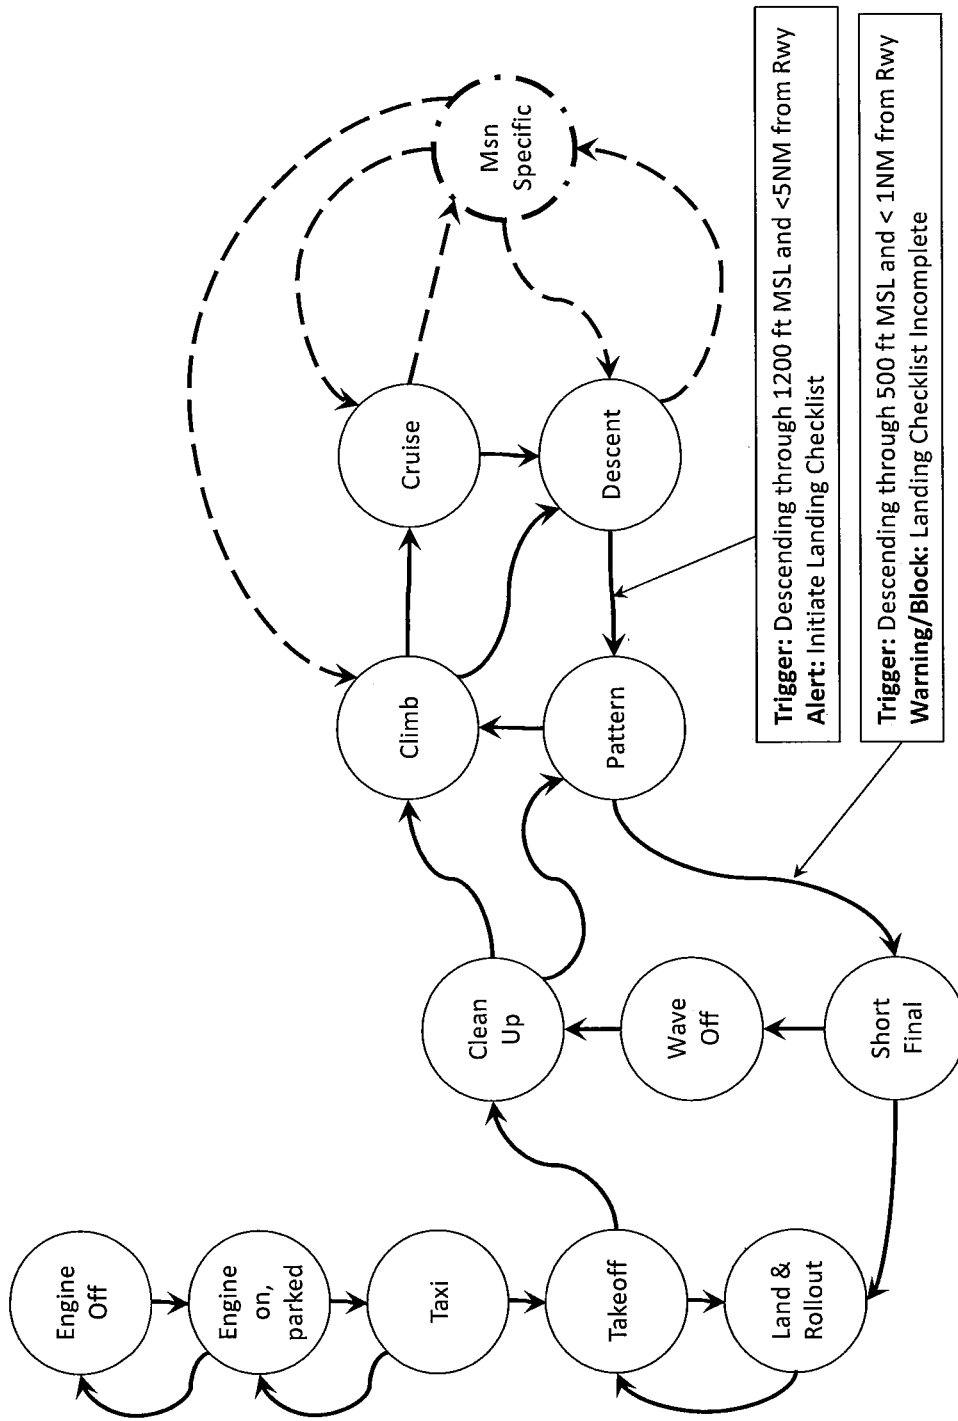 Engine
Off
Engine
on,
parked
Taxi
Takeoff
Land &
Rollout
Clean
Up
Wave
Off
Short
Final
Climb
Pattern
Cruise
Descent
Msn
Specific
Trigger: Descending through 1200 ft MSL and <5NM from Rwy
Alert: Initiate Landing Checklist
Trigger: Descending through 500 ft MSL and < 1NM from Rwy
Warning/Block: Landing Checklist Incomplete